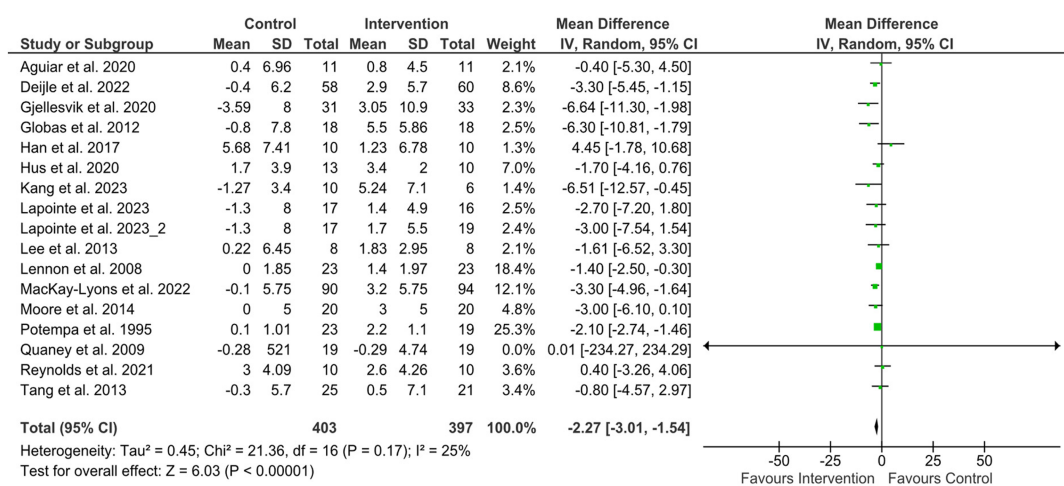 Control Intervention Mean Difference Mean Difference
Study or Subgroup Mean SD Total Mean SD Total Weight IV, Random, 95% CI IV, Random, 95% CI
Aguiar et al. 2020 0.4 6.96 11 0.8 4.5 11 2.1% -0.40 [-5.30, 4.50]
Deijle et al. 2022 -0.4 6.2 58 2.9 5.7 60 8.6% -3.30 [-5.45, -1.15]
Gjellesvik et al. 2020 -3.59 8 31 3.05 10.9 33 2.3% -6.64 [-11.30, -1.98]
Globas et al. 2012 -0.8 7.8 18 5.5 5.86 18 2.5% -6.30 [-10.81, -1.79]
Han et al. 2017 5.68 7.41 10 1.23 6.78 10 1.3% 4.45 [-1.78, 10.68]
Hus et al. 2020 1.7 3.9 13 3.4 2 10 7.0% -1.70 [-4.16, 0.76]
Kang et al. 2023 -1.27 3.4 10 5.24 7.1 6 1.4% -6.51 [-12.57, -0.45]
Lapointe et al. 2023 -1.3 8 17 1.4 4.9 16 2.5% -2.70 [-7.20, 1.80]
Lapointe et al. 2023_2 -1.3 8 17 1.7 5.5 19 2.4% -3.00 [-7.54, 1.54]
Lee et al. 2013 0.22 6.45 8 1.83 2.95 8 2.1% -1.61 [-6.52, 3.30]
Lennon et al. 2008 0 1.85 23 1.4 1.97 23 18.4% -1.40 [-2.50, -0.30]
MacKay-Lyons et al. 2022 -0.1 5.75 90 3.2 5.75 94 12.1% -3.30 [-4.96, -1.64]
Moore et al. 2014 0 5 20 3 5 20 4.8% -3.00 [-6.10, 0.10]
Potempa et al. 1995 0.1 1.01 23 2.2 1.1 19 25.3% -2.10 [-2.74, -1.46]
Quaney et al. 2009 -0.28 521 19 -0.29 4.74 19 0.0% 0.01 [-234.27, 234.29]
Reynolds et al. 2021 3 4.09 10 2.6 4.26 10 3.6% 0.40 [-3.26, 4.06]
Tang et al. 2013 -0.3 5.7 25 0.5 7.1 21 3.4% -0.80 [-4.57, 2.97]
Total (95% CI) 403 397 100.0% -2.27 [-3.01, -1.54]
Heterogeneity: Tau² = 0.45; Chi² = 21.36, df = 16 (P = 0.17); I² = 25%
Test for overall effect: Z = 6.03 (P < 0.00001)
-50 -25 0 25 50
Favours Intervention Favours Control